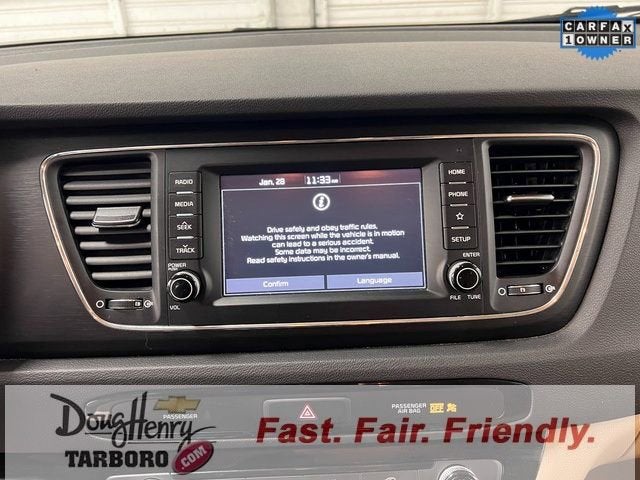 CARFAX
1 OWNER
Jan. 28 11:33 AM
RADIO
MEDIA
SEEK
TRACK
POWER
PUSH
VOL
Drive safely and obey traffic rules.
Watching this screen while the vehicle is in motion
can lead to a serious accident.
Some data may be incorrect.
Read safety instructions in the owner's manual.
Confirm Language
HOME
PHONE
SETUP
ENTER
FILE TUNE
PASSENGER
PASSENGER
AIR BAG OFF
Doug Henry
TARBORO.COM
Fast. Fair. Friendly.